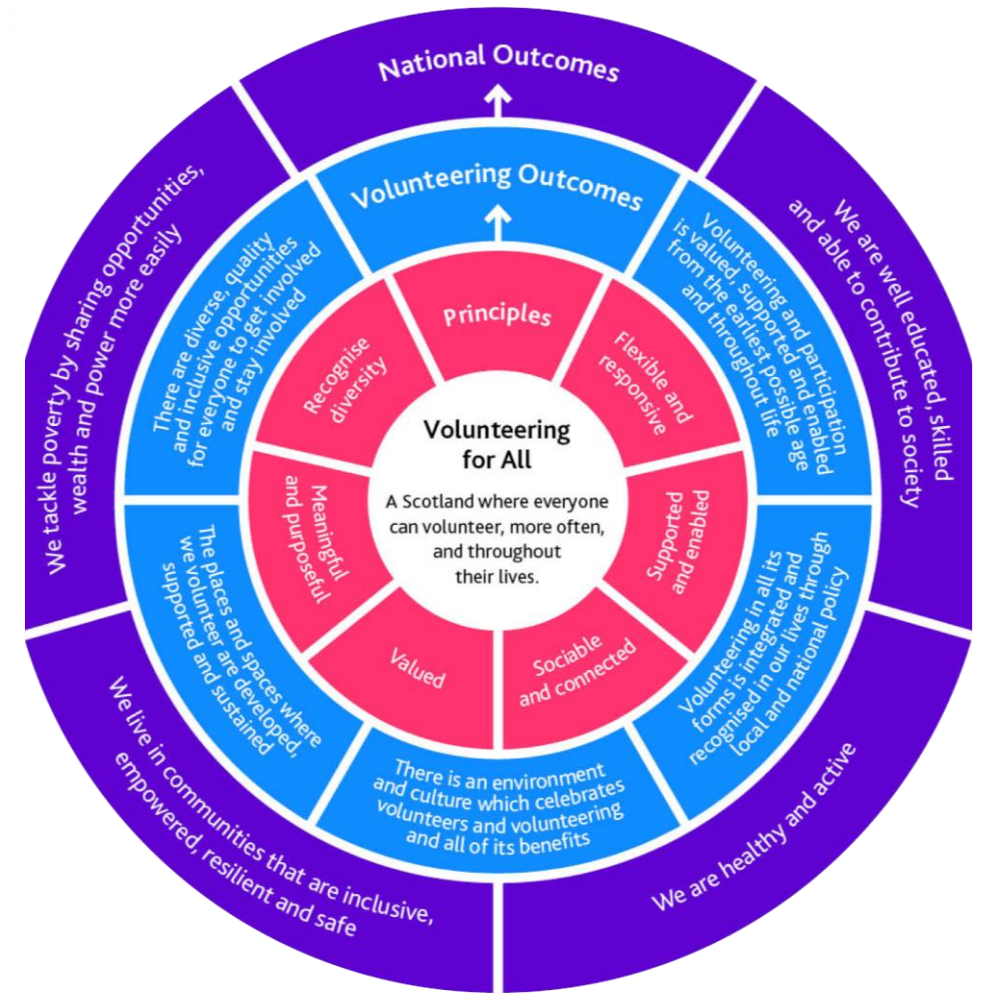 National Outcomes
We are well educated, skilled
and able to contribute to society
We are healthy and active
We live in communities that are inclusive,
empowered, resilient and safe
We tackle poverty by sharing opportunities,
wealth and power more easily
Volunteering Outcomes
Volunteering and participation
is valued, supported and enabled
from the earliest possible age
and throughout life
Volunteering in all its
forms is integrated and
recognised in our lives through
local and national policy
There is an environment
and culture which celebrates
volunteers and volunteering
and all of its benefits
The places and spaces where
we volunteer are developed,
supported and sustained
There are diverse, quality
and inclusive opportunities
for everyone to get involved
and stay involved
Principles
Flexible and
responsive
Supported
and enabled
Sociable
and connected
Valued
Meaningful
and purposeful
Recognise
diversity
Volunteering
for All
A Scotland where everyone
can volunteer, more often,
and throughout
their lives.